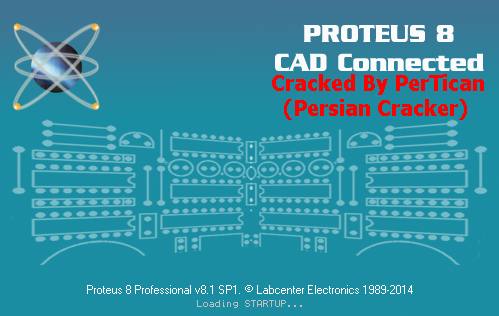 PROTEUS 8
CAD Connected
Cracked By PerTican
(Persian Cracker)
Proteus 8 Professional v8.1 SP1. © Labcenter Electronics 1989-2014
Loading STARTUP...